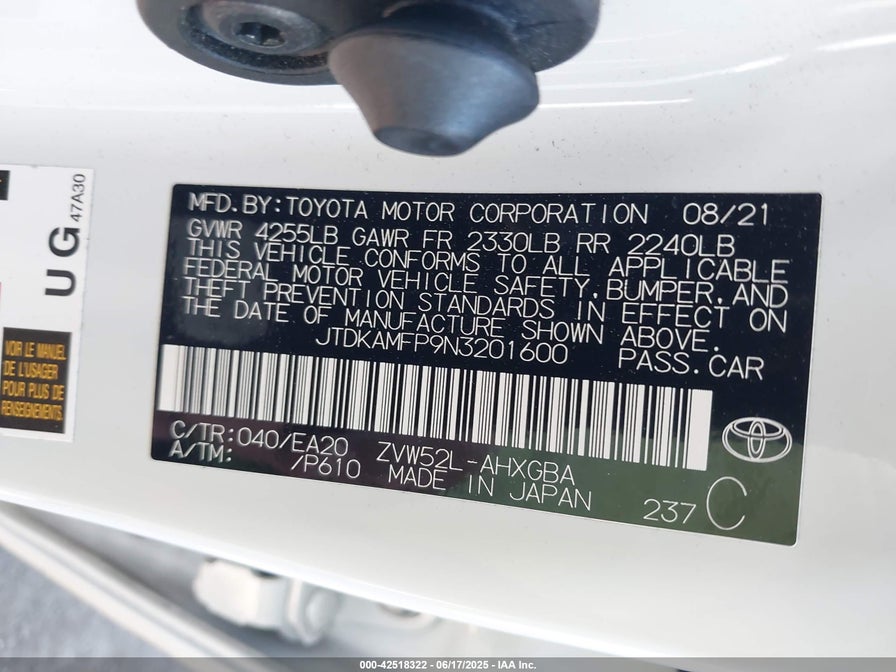 MFD.BY:TOYOTA MOTOR CORPORATION 08/21
GVWR 4255LB GAWR FR 2330LB RR 2240LB
THIS VEHICLE CONFORMS TO ALL APPLICABLE
FEDERAL MOTOR VEHICLE SAFETY,BUMPER,AND
THEFT PREVENTION STANDARDS IN EFFECT ON
THE DATE OF MANUFACTURE SHOWN ABOVE.
JTDKAMFP9N3201600 PASS.CAR
C/TR:040/EA20 ZVW52L-AHXGBA
A/TM: /P610 MADE IN JAPAN
237 C
UG
47A30
VOIR LE MANUEL
DE L'USAGER
POUR PLUS DE
RENSEIGNEMENTS.
000-42518322 - 06/17/2025 - IAA Inc.